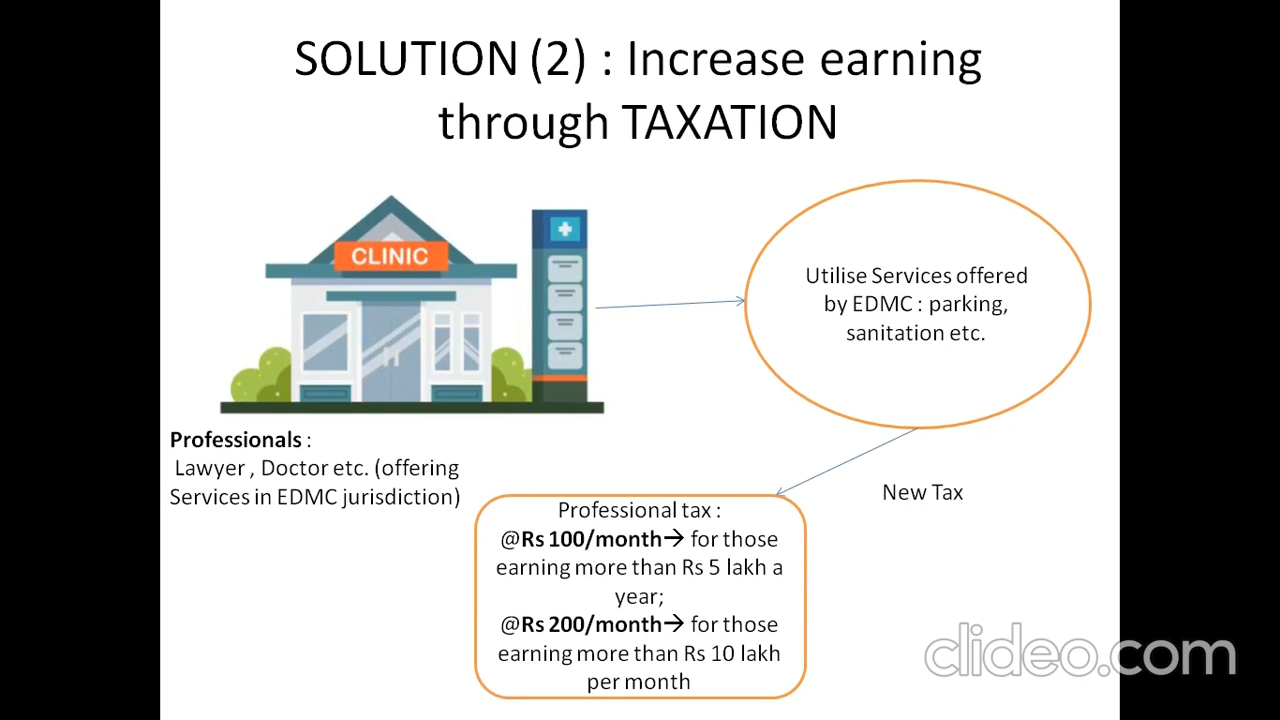 SOLUTION (2) : Increase earning
through TAXATION
CLINIC
Utilise Services offered
by EDMC : parking,
sanitation etc.
Professionals :
Lawyer , Doctor etc. (offering
Services in EDMC jurisdiction)
New Tax
Professional tax :
@Rs 100/month→ for those
earning more than Rs 5 lakh a
year;
@Rs 200/month→ for those
earning more than Rs 10 lakh
per month
clideo.com